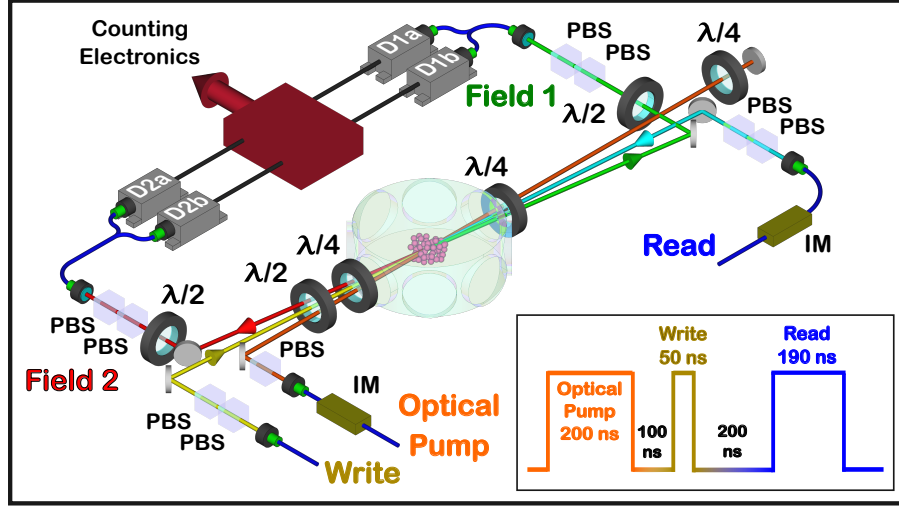 Counting
Electronics
D1a
D1b
Field 1
PBS
PBS
λ/2
λ/4
PBS
PBS
λ/4
IM
Read
D2a
D2b
λ/4
λ/2
λ/2
PBS
PBS
Field 2
PBS
IM
Optical
Pump
PBS
PBS
Write
Write
50 ns
Read
190 ns
Optical
Pump
200 ns
100
ns
200
ns